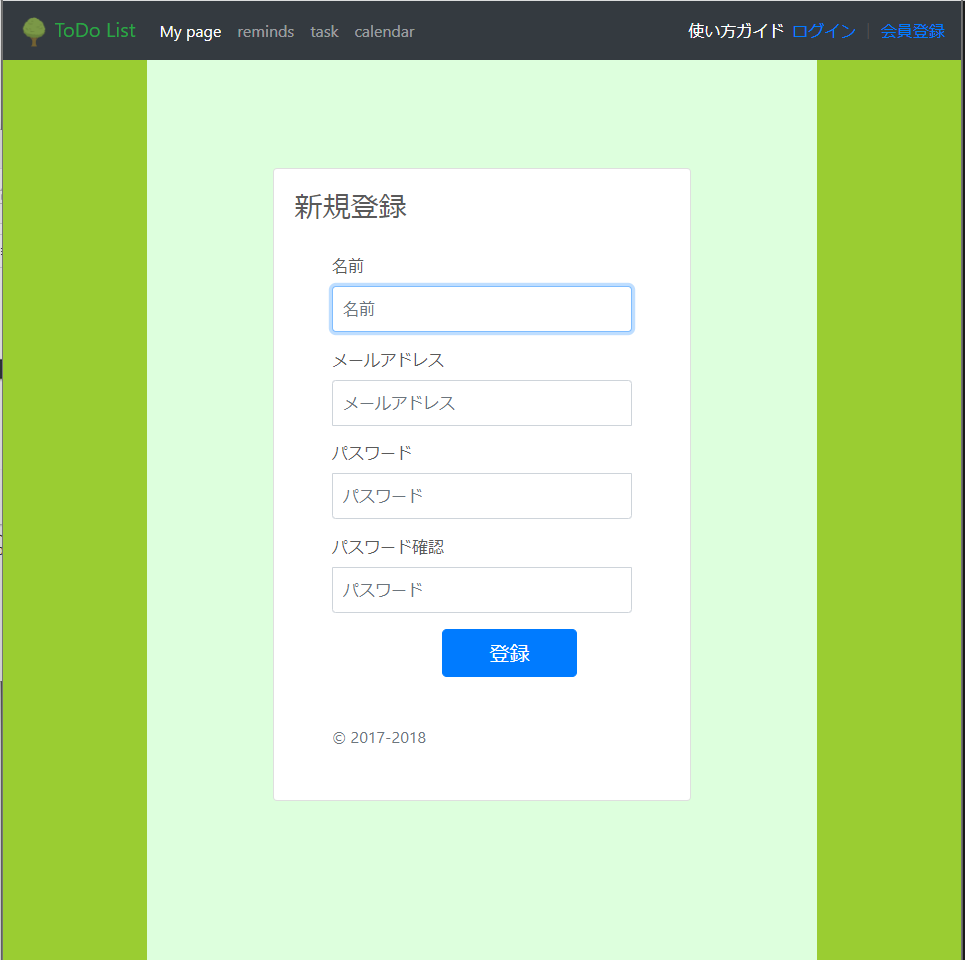 ToDo List My page reminds task calendar 使い方ガイド ログイン | 会員登録
新規登録
名前
名前
メールアドレス
メールアドレス
パスワード
パスワード
パスワード確認
パスワード
登録
© 2017-2018